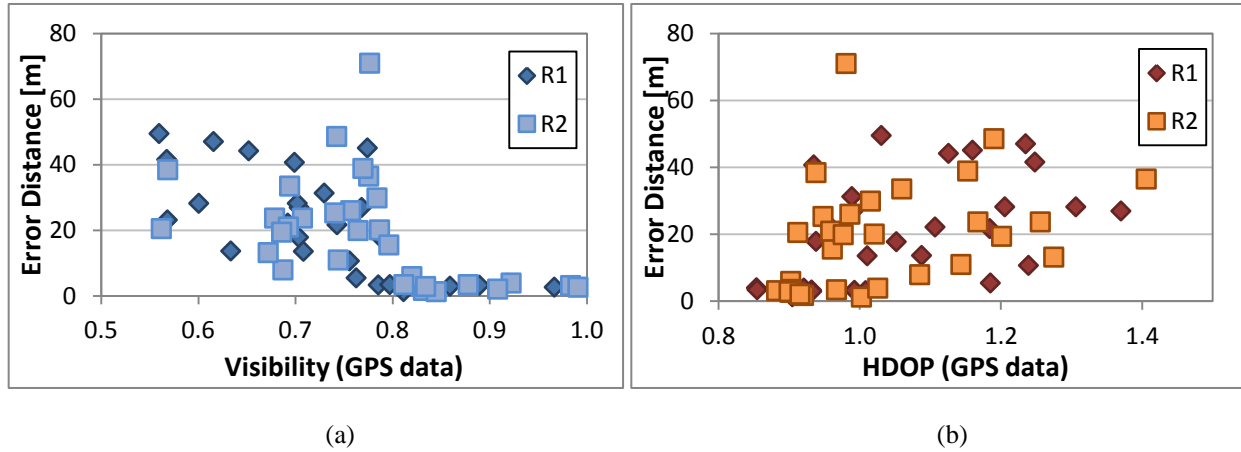 80
60
40
20
0
Error Distance [m]
0.5 0.6 0.7 0.8 0.9 1.0
Visibility (GPS data)
R1
R2
(a)
80
60
40
20
0
Error Distance [m]
0.8 1.0 1.2 1.4
HDOP (GPS data)
R1
R2
(b)